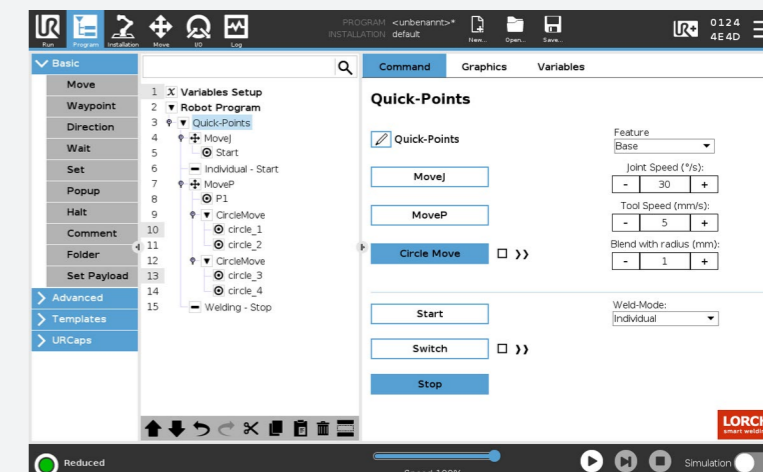 PROGRAM <unbenannt>*
INSTALLATION default
Run
Program
Installation
Move
I/O
Log
New...
Open...
Save...
0124
4E4D
Basic
Move
Waypoint
Direction
Wait
Set
Popup
Halt
Comment
Folder
Set Payload
Advanced
Templates
URCaps
1 X Variables Setup
2 Robot Program
3 Quick-Points
4 MoveJ
5 Start
6 Individual - Start
7 MoveP
8 P1
9 CircleMove
10 circle_1
11 circle_2
12 CircleMove
13 circle_3
14 circle_4
15 Welding - Stop
Command Graphics Variables
Quick-Points
Quick-Points
MoveJ
MoveP
Circle Move
Start
Switch
Stop
Feature
Base
Joint Speed (°/s):
- 30 +
Tool Speed (mm/s):
- 5 +
Blend with radius (mm):
- 1 +
Weld-Mode:
Individual
LORCH
smart welding
Reduced
Speed 100%
Simulation